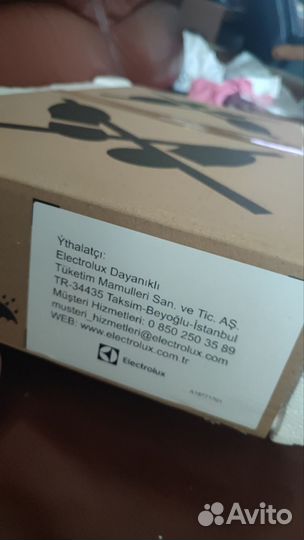 Ythalatçı:
Electrolux Dayanıklı
Tüketim Mamulleri San. ve Tic. AŞ.
TR-34435 Taksim-Beyoğlu-İstanbul
Müşteri Hizmetleri: 0 850 250 35 89
musteri_hizmetleri@electrolux.com
WEB: www.electrolux.com.tr
Electrolux
Avito